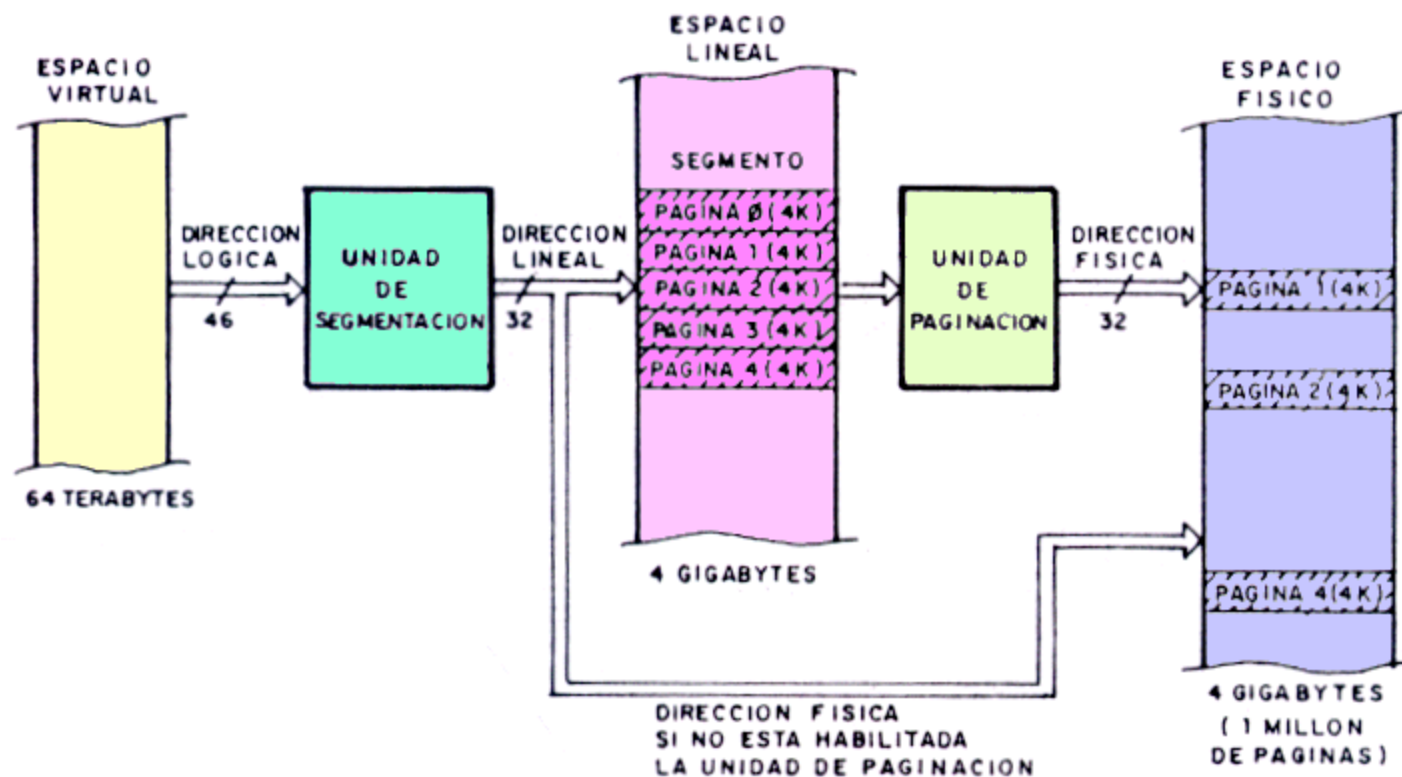 ESPACIO
VIRTUAL
64 TERABYTES
DIRECCION
LOGICA
46
UNIDAD
DE
SEGMENTACION
DIRECCION
LINEAL
32
ESPACIO
LINEAL
SEGMENTO
PAGINA Ø (4K)
PAGINA 1 (4K)
PAGINA 2 (4K)
PAGINA 3 (4K)
PAGINA 4 (4K)
4 GIGABYTES
UNIDAD
DE
PAGINACION
DIRECCION
FISICA
32
ESPACIO
FISICO
PAGINA 1 (4K)
PAGINA 2 (4K)
PAGINA 4 (4K)
4 GIGABYTES
( 1 MILLON
DE PAGINAS )
DIRECCION FISICA
SI NO ESTA HABILITADA
LA UNIDAD DE PAGINACION